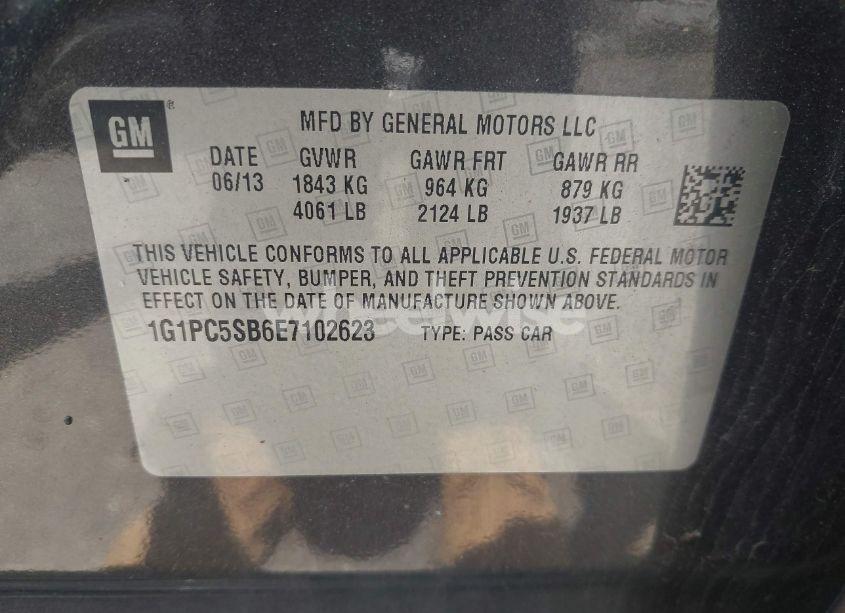 GM
MFD BY GENERAL MOTORS LLC
DATE GVWR GAWR FRT GAWR RR
06/13 1843 KG 964 KG 879 KG
4061 LB 2124 LB 1937 LB
THIS VEHICLE CONFORMS TO ALL APPLICABLE U.S. FEDERAL MOTOR
VEHICLE SAFETY, BUMPER, AND THEFT PREVENTION STANDARDS IN
EFFECT ON THE DATE OF MANUFACTURE SHOWN ABOVE.
wheelwise
1G1PC5SB6E7102623 TYPE: PASS CAR